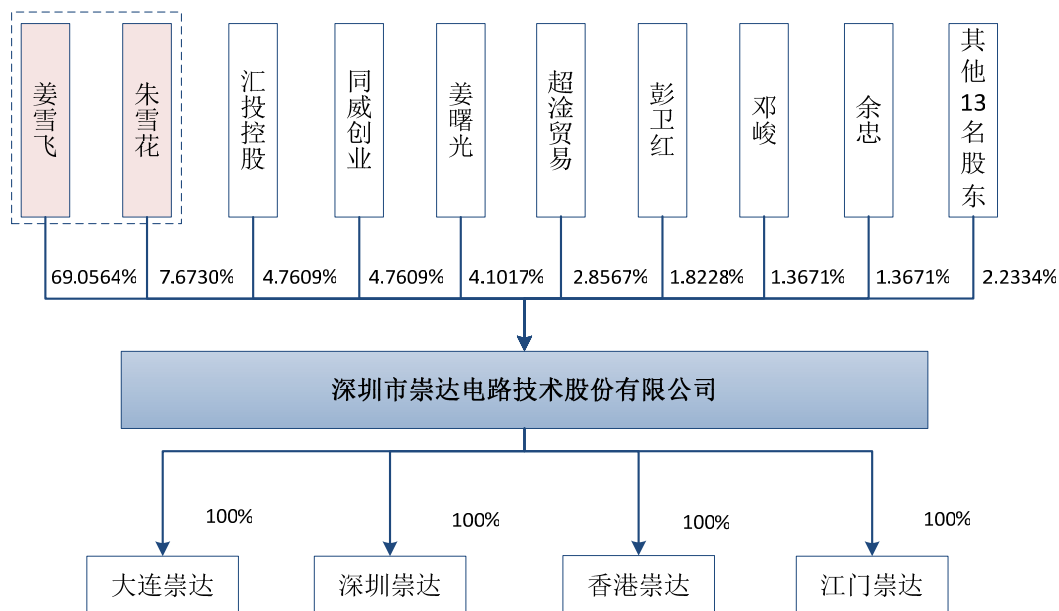 姜雪飞
朱雪花
汇投控股
同威创业
姜曙光
超淦贸易
彭卫红
邓峻
余忠
其他13名股东
69.0564%
7.6730%
4.7609%
4.7609%
4.1017%
2.8567%
1.8228%
1.3671%
1.3671%
2.2334%
深圳市崇达电路技术股份有限公司
100%
100%
100%
100%
大连崇达
深圳崇达
香港崇达
江门崇达